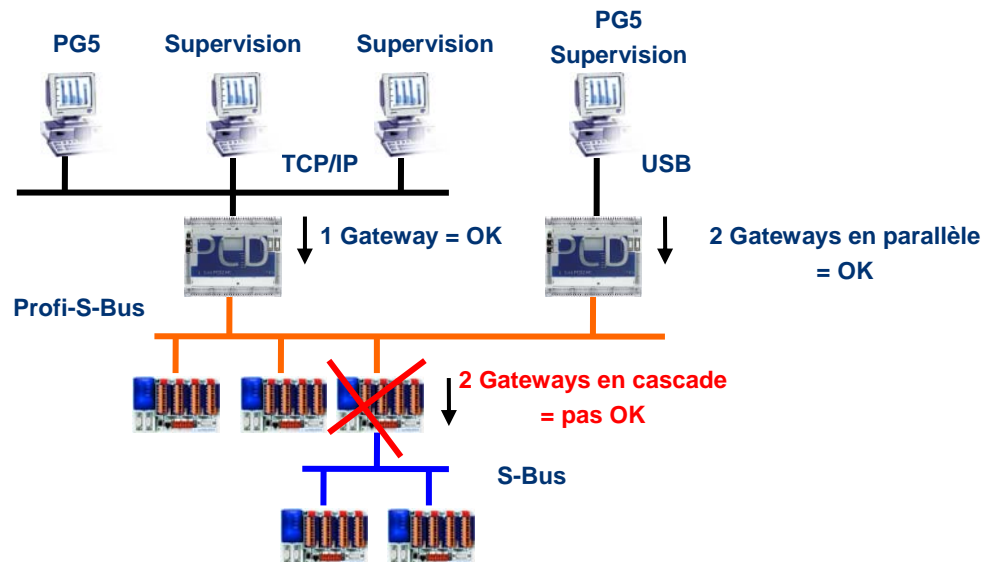 PG5
Supervision
Supervision
PG5
Supervision
TCP/IP
USB
PCD
1 Gateway = OK
PCD
2 Gateways en parallèle
= OK
Profi-S-Bus
2 Gateways en cascade
= pas OK
S-Bus